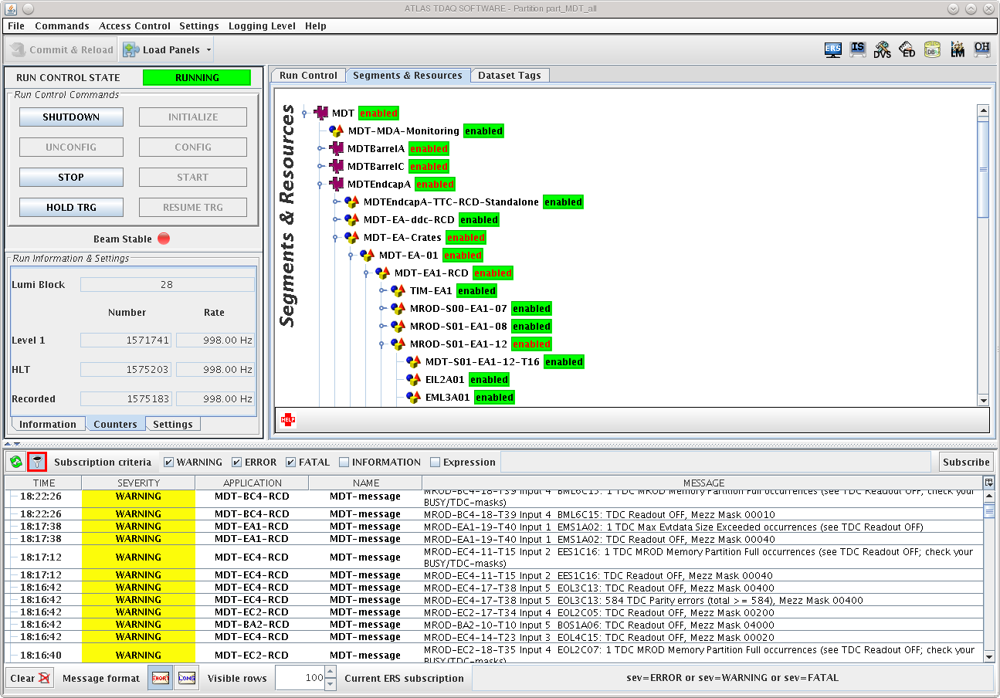 ATLAS TDAQ SOFTWARE - Partition part_MDT_all
File Commands Access Control Settings Logging Level Help
Commit & Reload Load Panels
ERS IS DVS ED DB LM OH
RUN CONTROL STATE RUNNING
Run Control Commands
SHUTDOWN INITIALIZE
UNCONFIG CONFIG
STOP START
HOLD TRG RESUME TRG
Beam Stable
Run Information & Settings
Lumi Block 28
Number Rate
Level 1 1571741 998.00 Hz
HLT 1575203 998.00 Hz
Recorded 1575183 998.00 Hz
Information Counters Settings
Run Control Segments & Resources Dataset Tags
Segments & Resources
MDT enabled
MDT-MDA-Monitoring enabled
MDTBarrelA enabled
MDTBarrelC enabled
MDTEndcapA enabled
MDTEndcapA-TTC-RCD-Standalone enabled
MDT-EA-ddc-RCD enabled
MDT-EA-Crates enabled
MDT-EA-01 enabled
MDT-EA1-RCD enabled
TIM-EA1 enabled
MROD-S00-EA1-07 enabled
MROD-S01-EA1-08 enabled
MROD-S01-EA1-12 enabled
MDT-S01-EA1-12-T16 enabled
EIL2A01 enabled
EML3A01 enabled
HELP
Subscription criteria WARNING ERROR FATAL INFORMATION Expression Subscribe
TIME SEVERITY APPLICATION NAME MESSAGE
18:22:26 WARNING MDT-BC4-RCD MDT-message MROD-BC4-18-T39 Input 4 BML6C15: 1 TDC MROD Memory Partition Full occurrences (see TDC Readout OFF; check your
BUSY/TDC-masks)
18:22:26 WARNING MDT-BC4-RCD MDT-message MROD-BC4-18-T39 Input 4 BML6C15: TDC Readout OFF, Mezz Mask 00010
18:17:38 WARNING MDT-EA1-RCD MDT-message MROD-EA1-19-T40 Input 1 EMS1A02: 1 TDC Max Evtdata Size Exceeded occurrences (see TDC Readout OFF)
18:17:38 WARNING MDT-EA1-RCD MDT-message MROD-EA1-19-T40 Input 1 EMS1A02: TDC Readout OFF, Mezz Mask 00040
18:17:12 WARNING MDT-EC4-RCD MDT-message MROD-EC4-11-T15 Input 2 EES1C16: 1 TDC MROD Memory Partition Full occurrences (see TDC Readout OFF; check your
BUSY/TDC-masks)
18:17:12 WARNING MDT-EC4-RCD MDT-message MROD-EC4-11-T15 Input 2 EES1C16: TDC Readout OFF, Mezz Mask 00040
18:16:42 WARNING MDT-EC4-RCD MDT-message MROD-EC4-17-T38 Input 5 EOL3C13: TDC Readout OFF, Mezz Mask 00400
18:16:42 WARNING MDT-EC4-RCD MDT-message MROD-EC4-17-T38 Input 5 EOL3C13: 584 TDC Parity errors (total >= 584), Mezz Mask 00400
18:16:42 WARNING MDT-EC2-RCD MDT-message MROD-EC2-17-T34 Input 4 EOL2C05: TDC Readout OFF, Mezz Mask 00200
18:16:42 WARNING MDT-BA2-RCD MDT-message MROD-BA2-10-T10 Input 5 BOS1A06: TDC Readout OFF, Mezz Mask 04000
18:16:42 WARNING MDT-EC4-RCD MDT-message MROD-EC4-14-T23 Input 3 EOL4C15: TDC Readout OFF, Mezz Mask 00020
18:16:40 WARNING MDT-EC2-RCD MDT-message MROD-EC2-18-T35 Input 4 EOL2C07: 1 TDC MROD Memory Partition Full occurrences (see TDC Readout OFF; check your
BUSY/TDC-masks)
Clear Message format SHORT LONG Visible rows 100 Current ERS subscription sev=ERROR or sev=WARNING or sev=FATAL